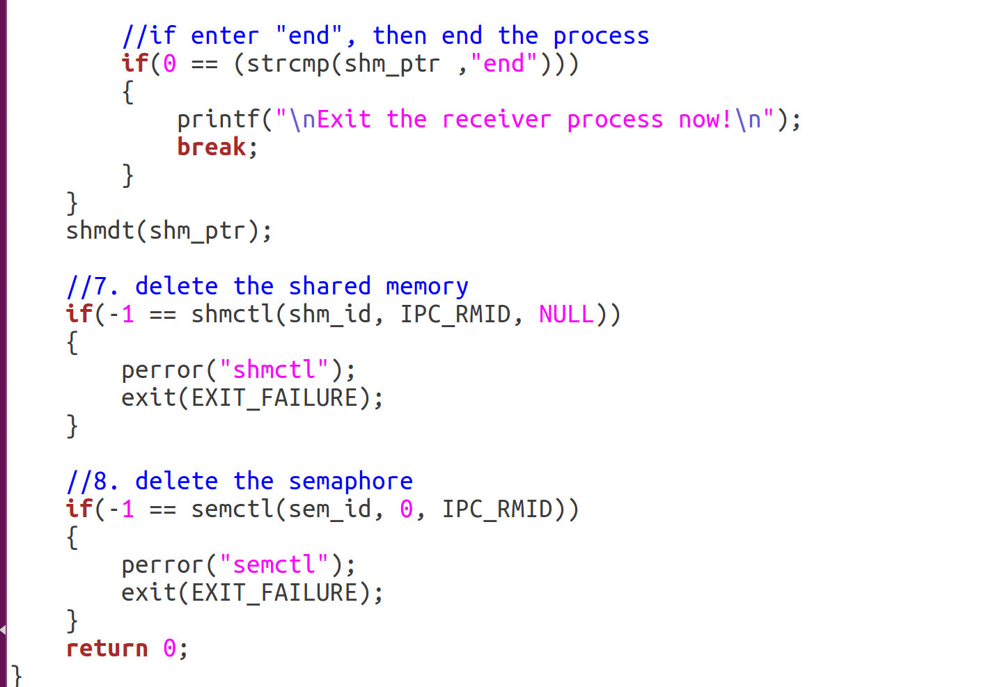 //if enter "end", then end the process
if(0 == (strcmp(shm_ptr ,"end")))
{
printf("\nExit the receiver process now!\n");
break;
}
}
shmdt(shm_ptr);
//7. delete the shared memory
if(-1 == shmctl(shm_id, IPC_RMID, NULL))
{
perror("shmctl");
exit(EXIT_FAILURE);
}
//8. delete the semaphore
if(-1 == semctl(sem_id, 0, IPC_RMID))
{
perror("semctl");
exit(EXIT_FAILURE);
}
return 0;
}